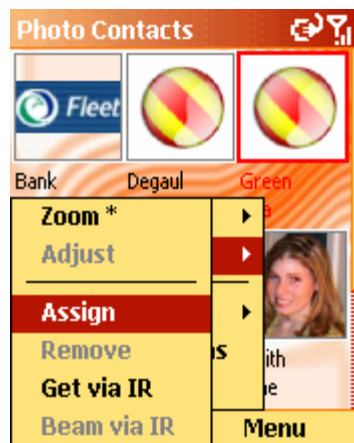 Photo Contacts
Fleet
Bank Degaul Green
a
Zoom *
Adjust
Assign
Remove s ith
Get via IR e
Beam via IR Menu